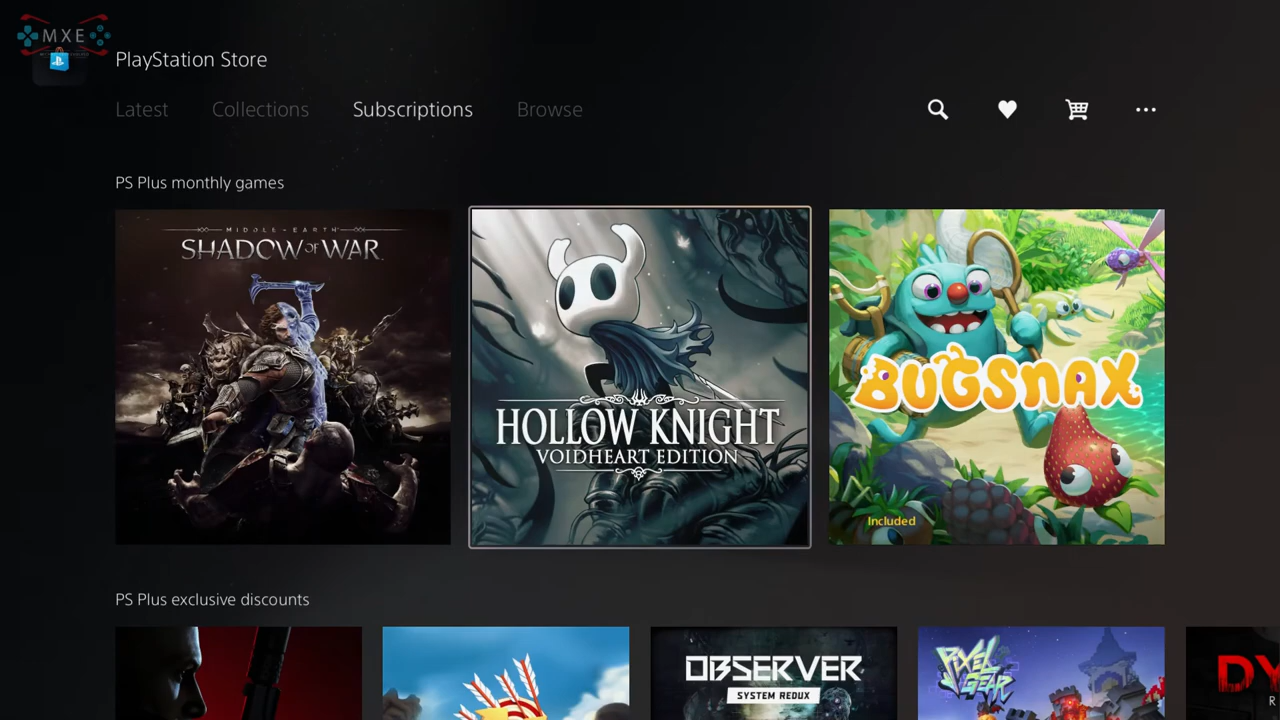 MXE
PlayStation Store
Latest
Collections
Subscriptions
Browse
PS Plus monthly games
MIDDLE-EARTH
SHADOW OF WAR
HOLLOW KNIGHT
VOIDHEART EDITION
BUGSNAX
Included
PS Plus exclusive discounts
OBSERVER
SYSTEM REDUX
PIXEL
GEAR